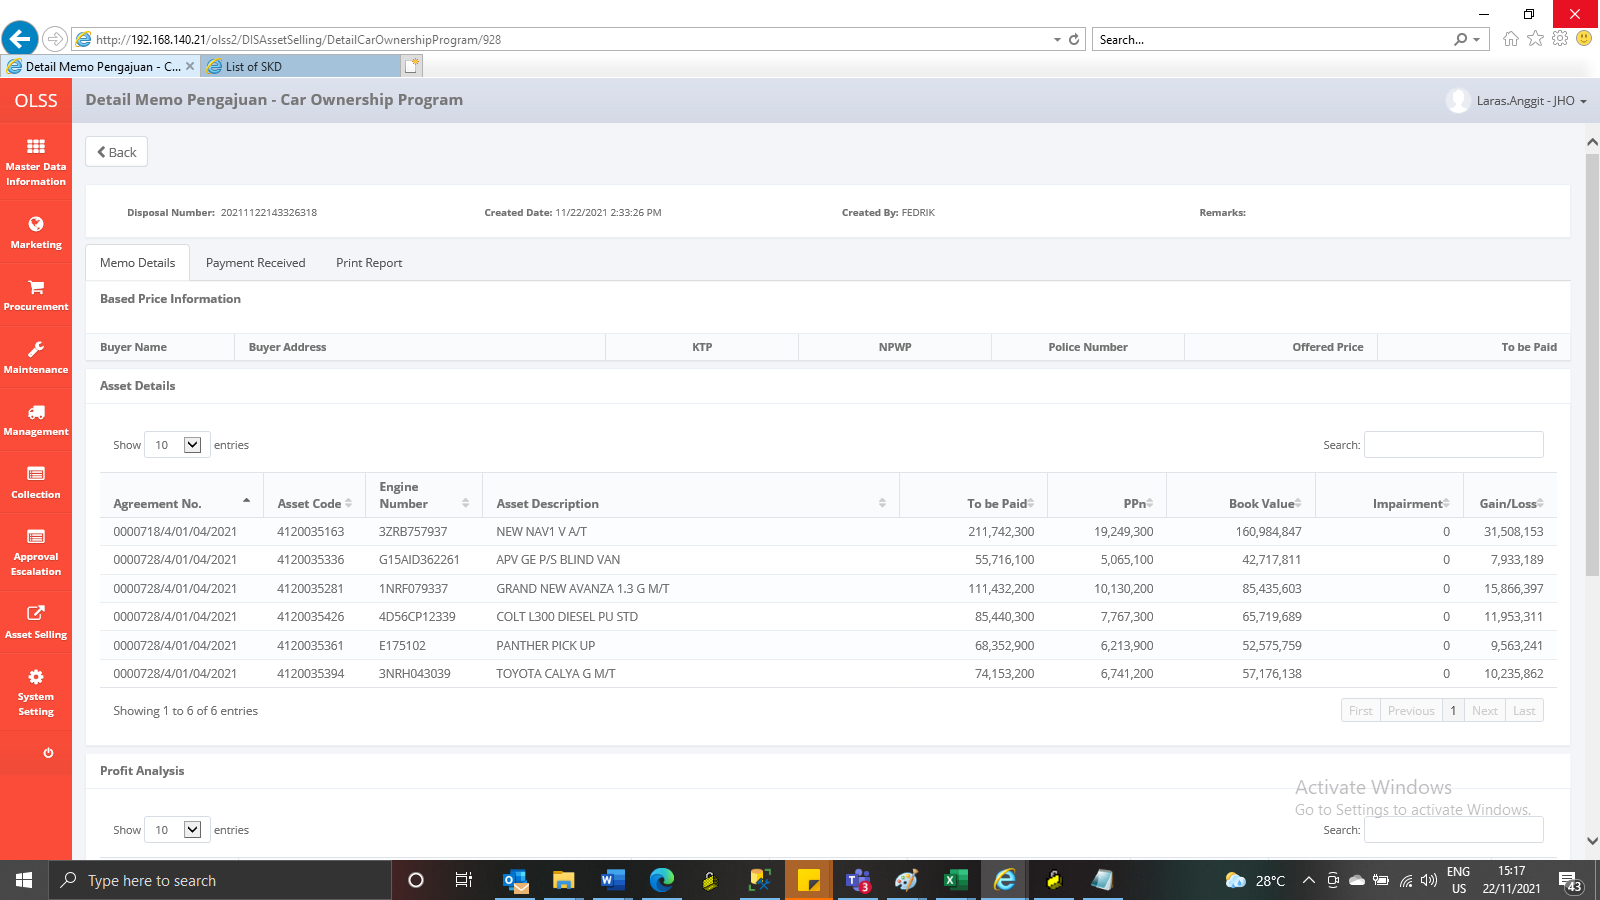 http://192.168.140.21/olss2/DISAssetSelling/DetailCarOwnershipProgram/928
Search...
Detail Memo Pengajuan - C...
List of SKD
OLSS
Detail Memo Pengajuan - Car Ownership Program
Laras.Anggit - JHO
Master Data
Information
Marketing
Procurement
Maintenance
Management
Collection
Approval
Escalation
Asset Selling
System
Setting
Back
Disposal Number: 20211122143326318
Created Date: 11/22/2021 2:33:26 PM
Created By: FEDRIK
Remarks:
Memo Details
Payment Received
Print Report
Based Price Information
Buyer Name Buyer Address KTP NPWP Police Number Offered Price To be Paid
Asset Details
Show 10 entries
Search:
Agreement No. Asset Code Engine Number Asset Description To be Paid PPn Book Value Impairment Gain/Loss
0000718/4/01/04/2021 4120035163 3ZRB757937 NEW NAV1 V A/T 211,742,300 19,249,300 160,984,847 0 31,508,153
0000728/4/01/04/2021 4120035336 G15AID362261 APV GE P/S BLIND VAN 55,716,100 5,065,100 42,717,811 0 7,933,189
0000728/4/01/04/2021 4120035281 1NRF079337 GRAND NEW AVANZA 1.3 G M/T 111,432,200 10,130,200 85,435,603 0 15,866,397
0000728/4/01/04/2021 4120035426 4D56CP12339 COLT L300 DIESEL PU STD 85,440,300 7,767,300 65,719,689 0 11,953,311
0000728/4/01/04/2021 4120035361 E175102 PANTHER PICK UP 68,352,900 6,213,900 52,575,759 0 9,563,241
0000728/4/01/04/2021 4120035394 3NRH043039 TOYOTA CALYA G M/T 74,153,200 6,741,200 57,176,138 0 10,235,862
Showing 1 to 6 of 6 entries
First Previous 1 Next Last
Profit Analysis
Activate Windows
Go to Settings to activate Windows.
Show 10 entries
Search:
Type here to search
3
28°C
ENG
US
15:17
22/11/2021
43